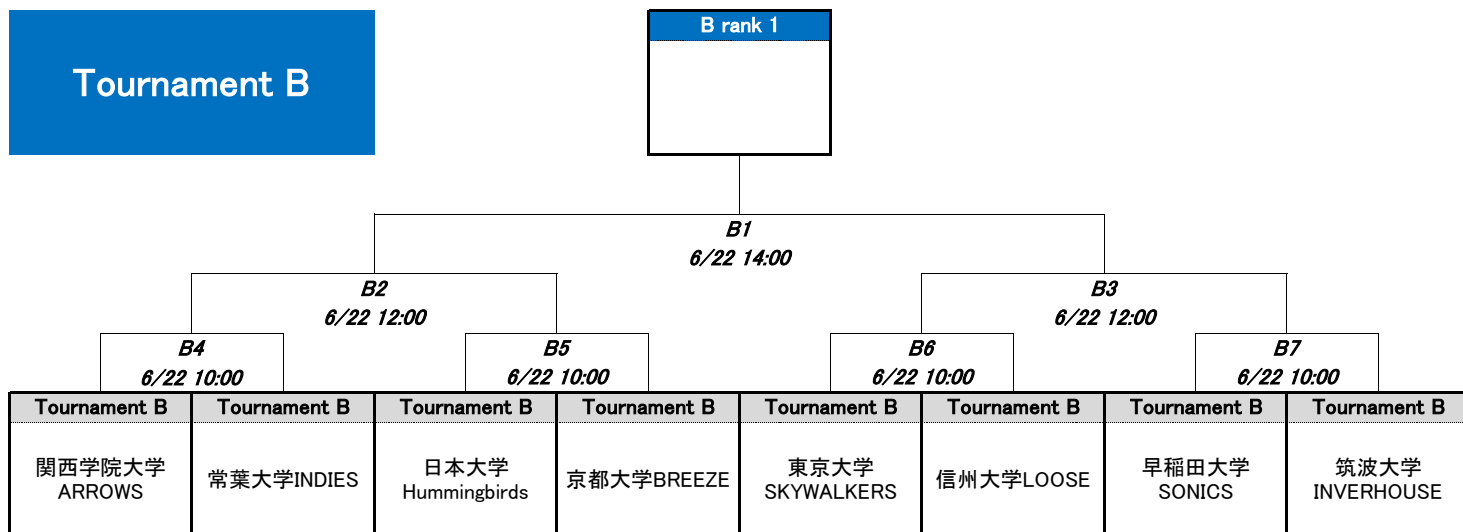 Tournament B
B rank 1
B1
6/22 14:00
B2
6/22 12:00
B3
6/22 12:00
B4
6/22 10:00
B5
6/22 10:00
B6
6/22 10:00
B7
6/22 10:00
Tournament B
Tournament B
Tournament B
Tournament B
Tournament B
Tournament B
Tournament B
Tournament B
関西学院大学
ARROWS
常葉大学INDIES
日本大学
Hummingbirds
京都大学BREEZE
東京大学
SKYWALKERS
信州大学LOOSE
早稲田大学
SONICS
筑波大学
INVERHOUSE